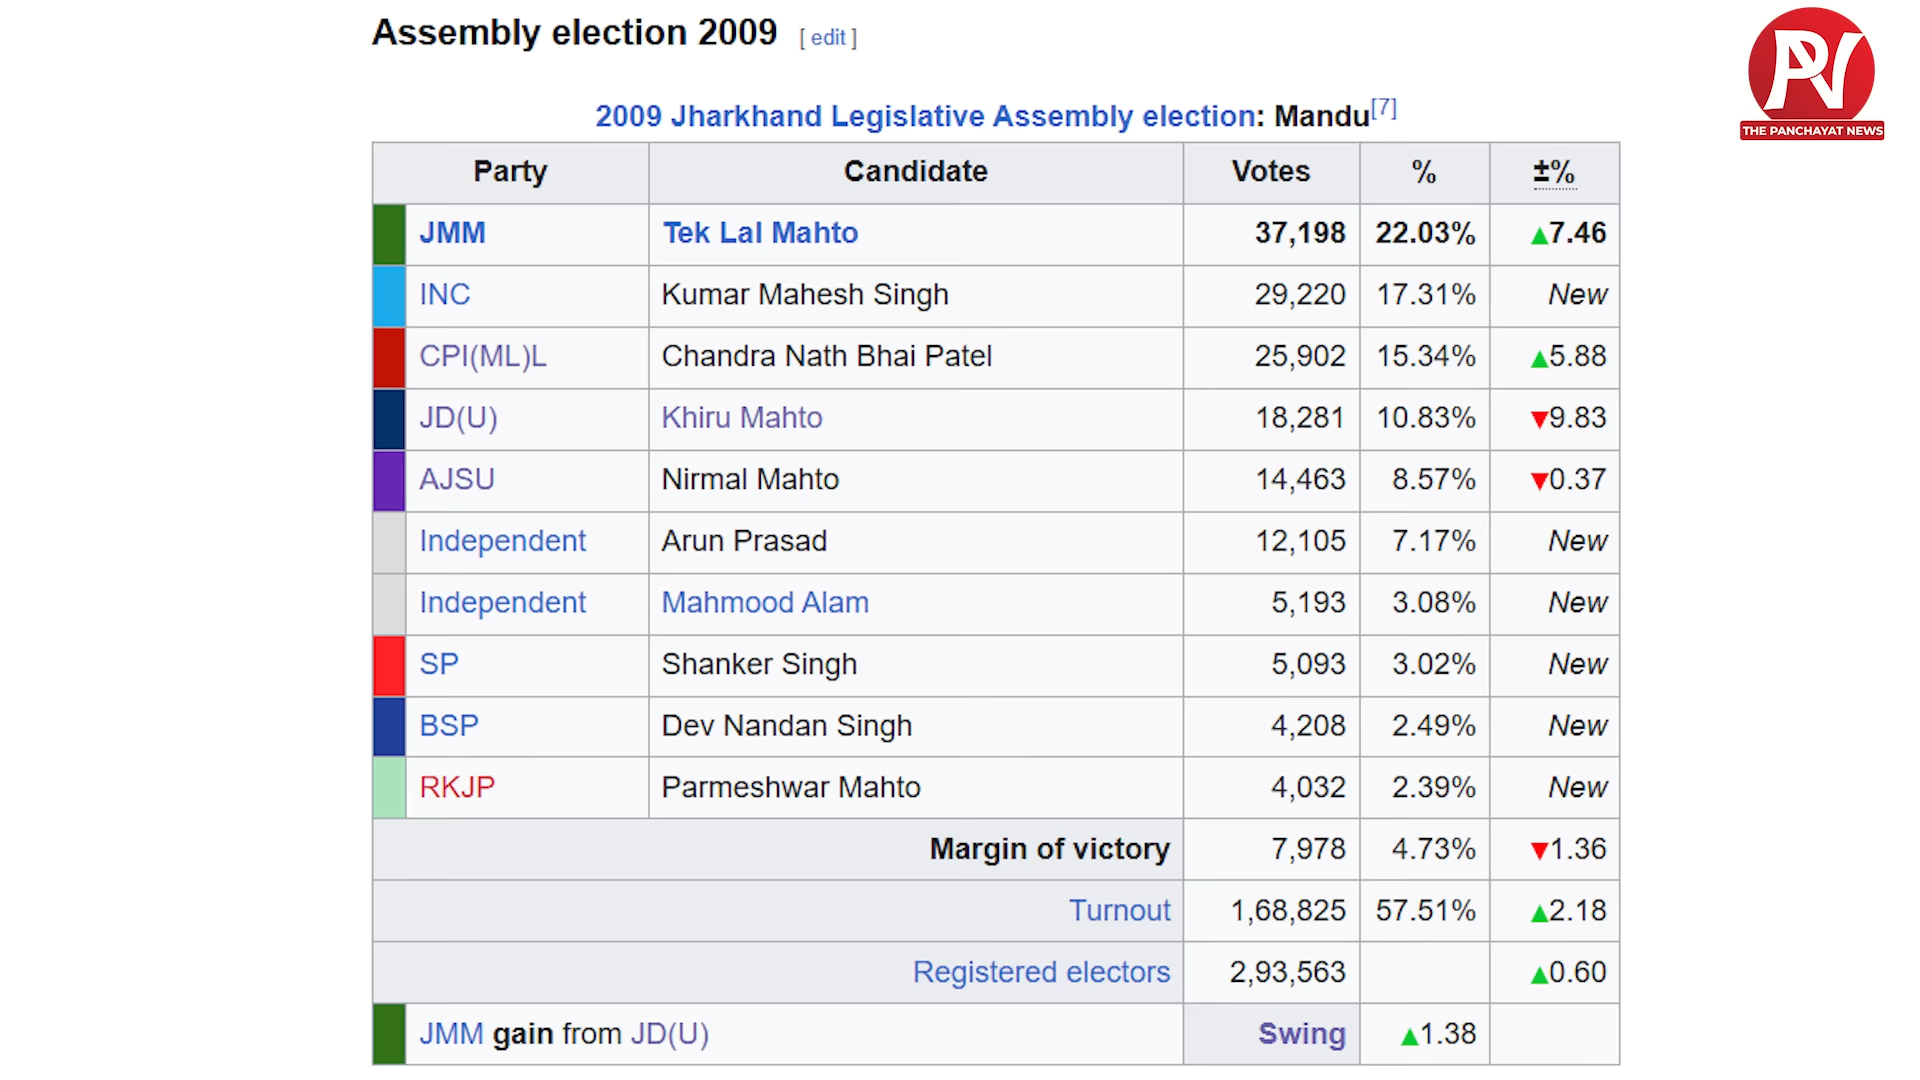 Assembly election 2009 [ edit ]
PN
THE PANCHAYAT NEWS
2009 Jharkhand Legislative Assembly election: Mandu[7]
Party Candidate Votes % ±%
JMM Tek Lal Mahto 37,198 22.03% ▲7.46
INC Kumar Mahesh Singh 29,220 17.31% New
CPI(ML)L Chandra Nath Bhai Patel 25,902 15.34% ▲5.88
JD(U) Khiru Mahto 18,281 10.83% ▼9.83
AJSU Nirmal Mahto 14,463 8.57% ▼0.37
Independent Arun Prasad 12,105 7.17% New
Independent Mahmood Alam 5,193 3.08% New
SP Shanker Singh 5,093 3.02% New
BSP Dev Nandan Singh 4,208 2.49% New
RKJP Parmeshwar Mahto 4,032 2.39% New
Margin of victory 7,978 4.73% ▼1.36
Turnout 1,68,825 57.51% ▲2.18
Registered electors 2,93,563 ▲0.60
JMM gain from JD(U) Swing ▲1.38